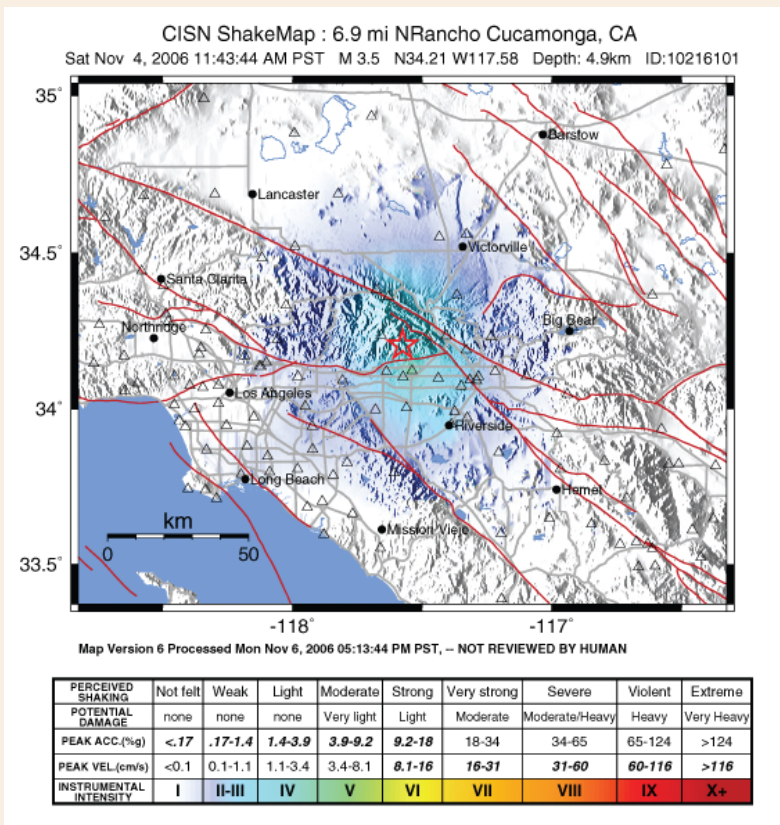 CISN ShakeMap : 6.9 mi NRancho Cucamonga, CA
Sat Nov 4, 2006 11:43:44 AM PST M 3.5 N34.21 W117.58 Depth: 4.9km ID:10216101
35°
Barstow
Lancaster
34.5°
Victorville
Santa Clarita
Northridge
Big Bear
34°
Los Angeles
Riverside
Long Beach
Hemet
km
0 50
Mission Viejo
33.5°
-118° -117°
Map Version 6 Processed Mon Nov 6, 2006 05:13:44 PM PST, -- NOT REVIEWED BY HUMAN
PERCEIVED SHAKING Not felt Weak Light Moderate Strong Very strong Severe Violent Extreme
POTENTIAL DAMAGE none none none Very light Light Moderate Moderate/Heavy Heavy Very Heavy
PEAK ACC.(%g) <.17 .17-1.4 1.4-3.9 3.9-9.2 9.2-18 18-34 34-65 65-124 >124
PEAK VEL.(cm/s) <0.1 0.1-1.1 1.1-3.4 3.4-8.1 8.1-16 16-31 31-60 60-116 >116
INSTRUMENTAL INTENSITY I II-III IV V VI VII VIII IX X+